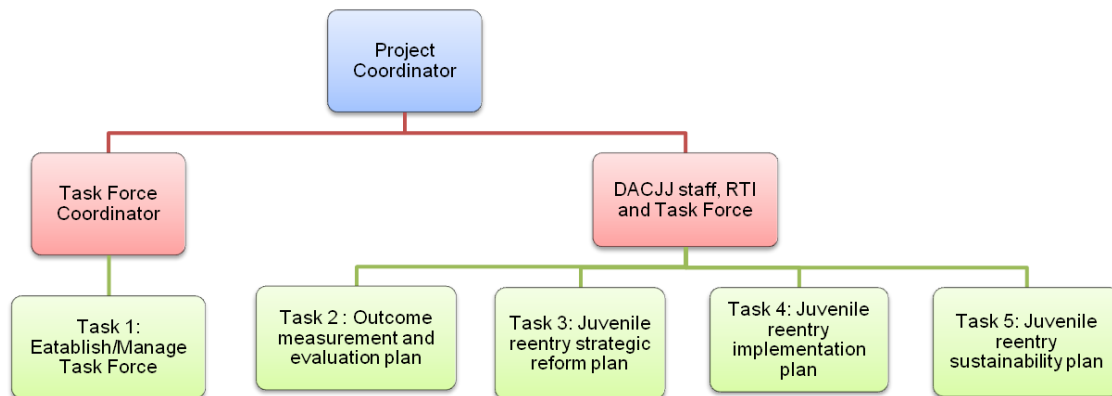 Project
Coordinator
Task Force
Coordinator
DACJJ staff, RTI
and Task Force
Task 1:
Eatablish/Manage
Task Force
Task 2 : Outcome
measurement and
evaluation plan
Task 3: Juvenile
reentry strategic
reform plan
Task 4: Juvenile
reentry
implementation
plan
Task 5: Juvenile
reentry
sustainability plan